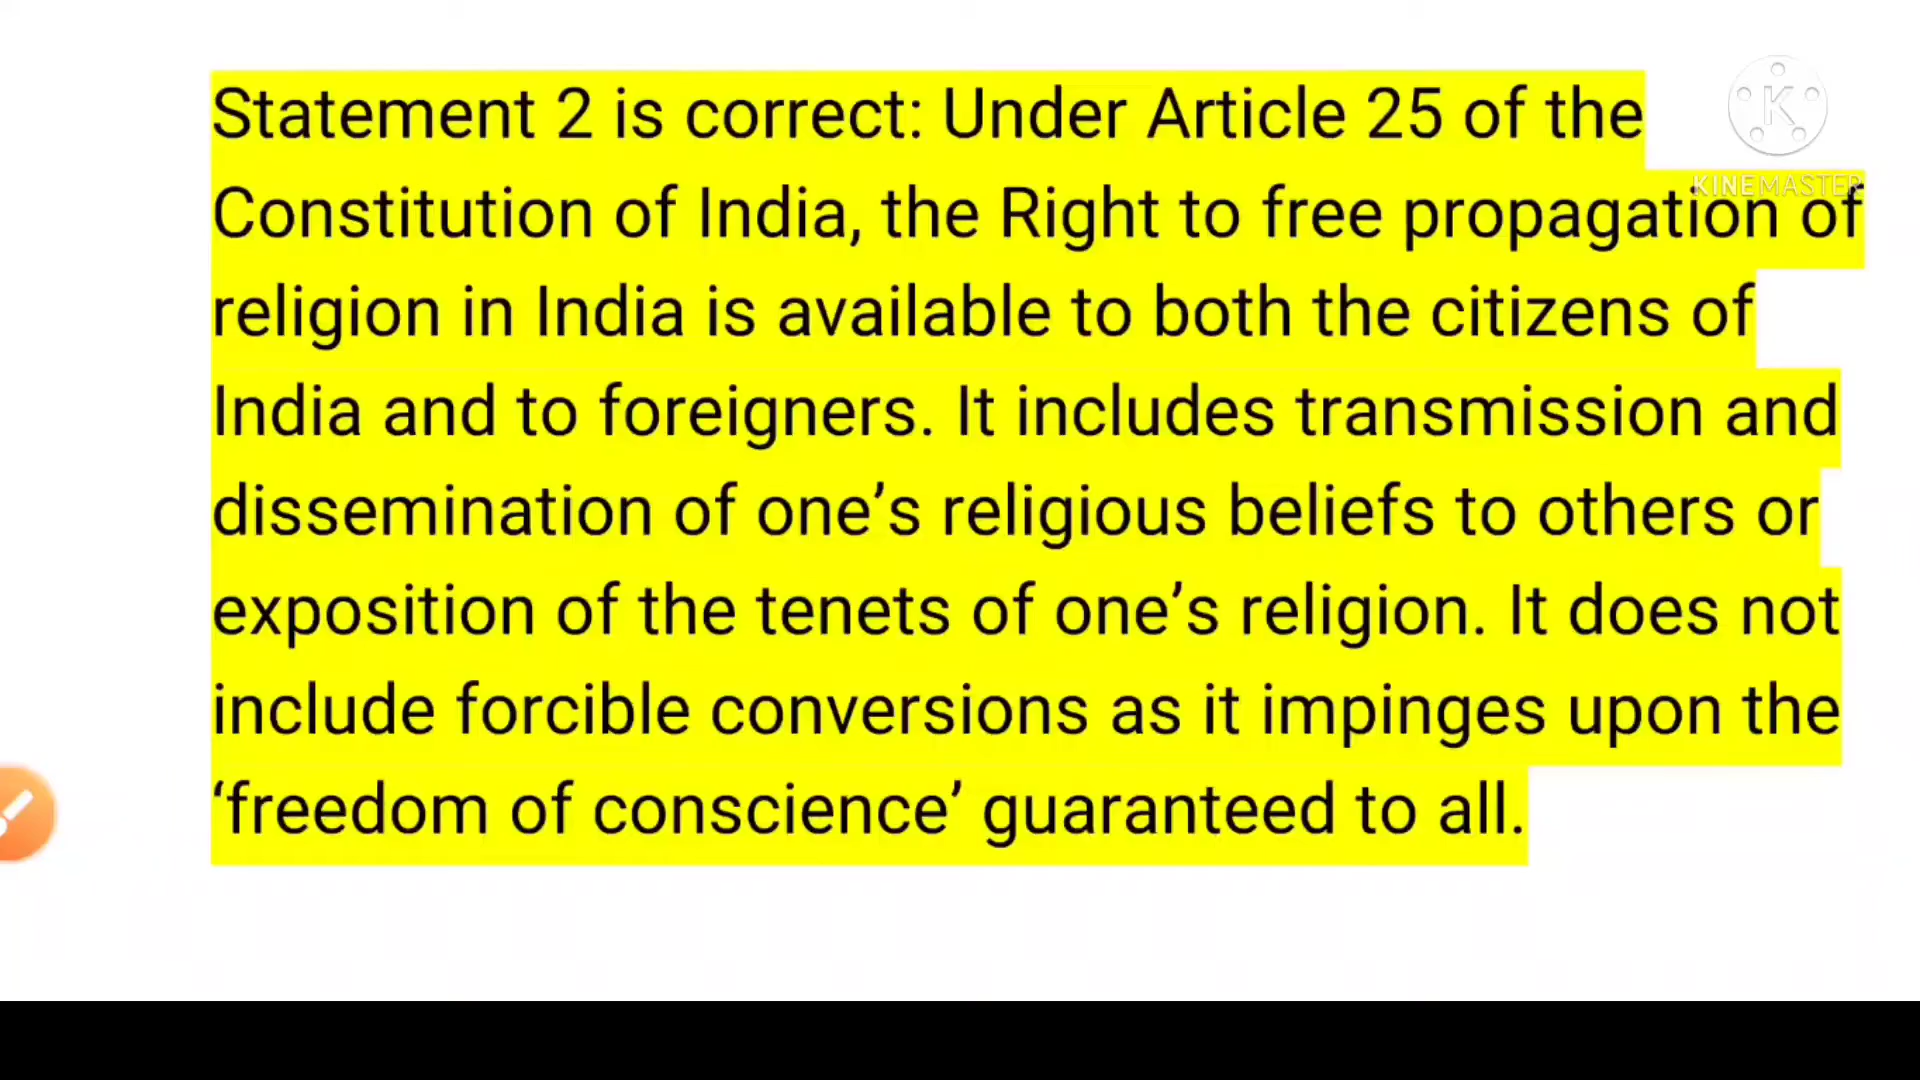 Statement 2 is correct: Under Article 25 of the
Constitution of India, the Right to free propagation of
religion in India is available to both the citizens of
India and to foreigners. It includes transmission and
dissemination of one’s religious beliefs to others or
exposition of the tenets of one’s religion. It does not
include forcible conversions as it impinges upon the
‘freedom of conscience’ guaranteed to all.
K
KINEMASTER